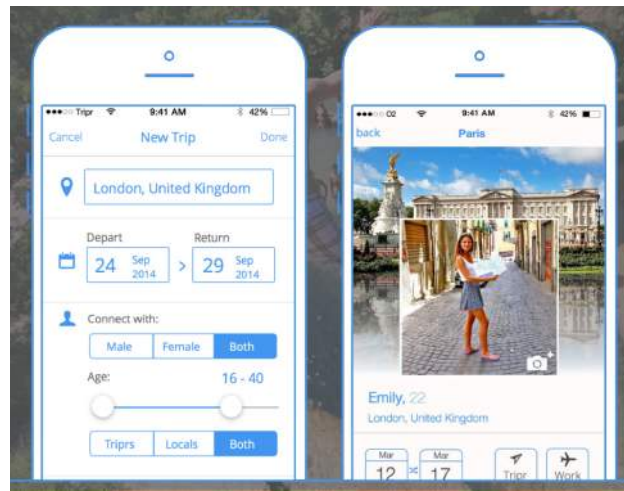 Tripr 9:41 AM 42%
Cancel New Trip Done
London, United Kingdom
Depart Return
24 Sep 2014 > 29 Sep 2014
Connect with:
Male Female Both
Age: 16 - 40
Triprs Locals Both
O2 9:41 AM 42%
back Paris
Emily, 22
London, United Kingdom
Mar Mar
12 17 Tripr Work